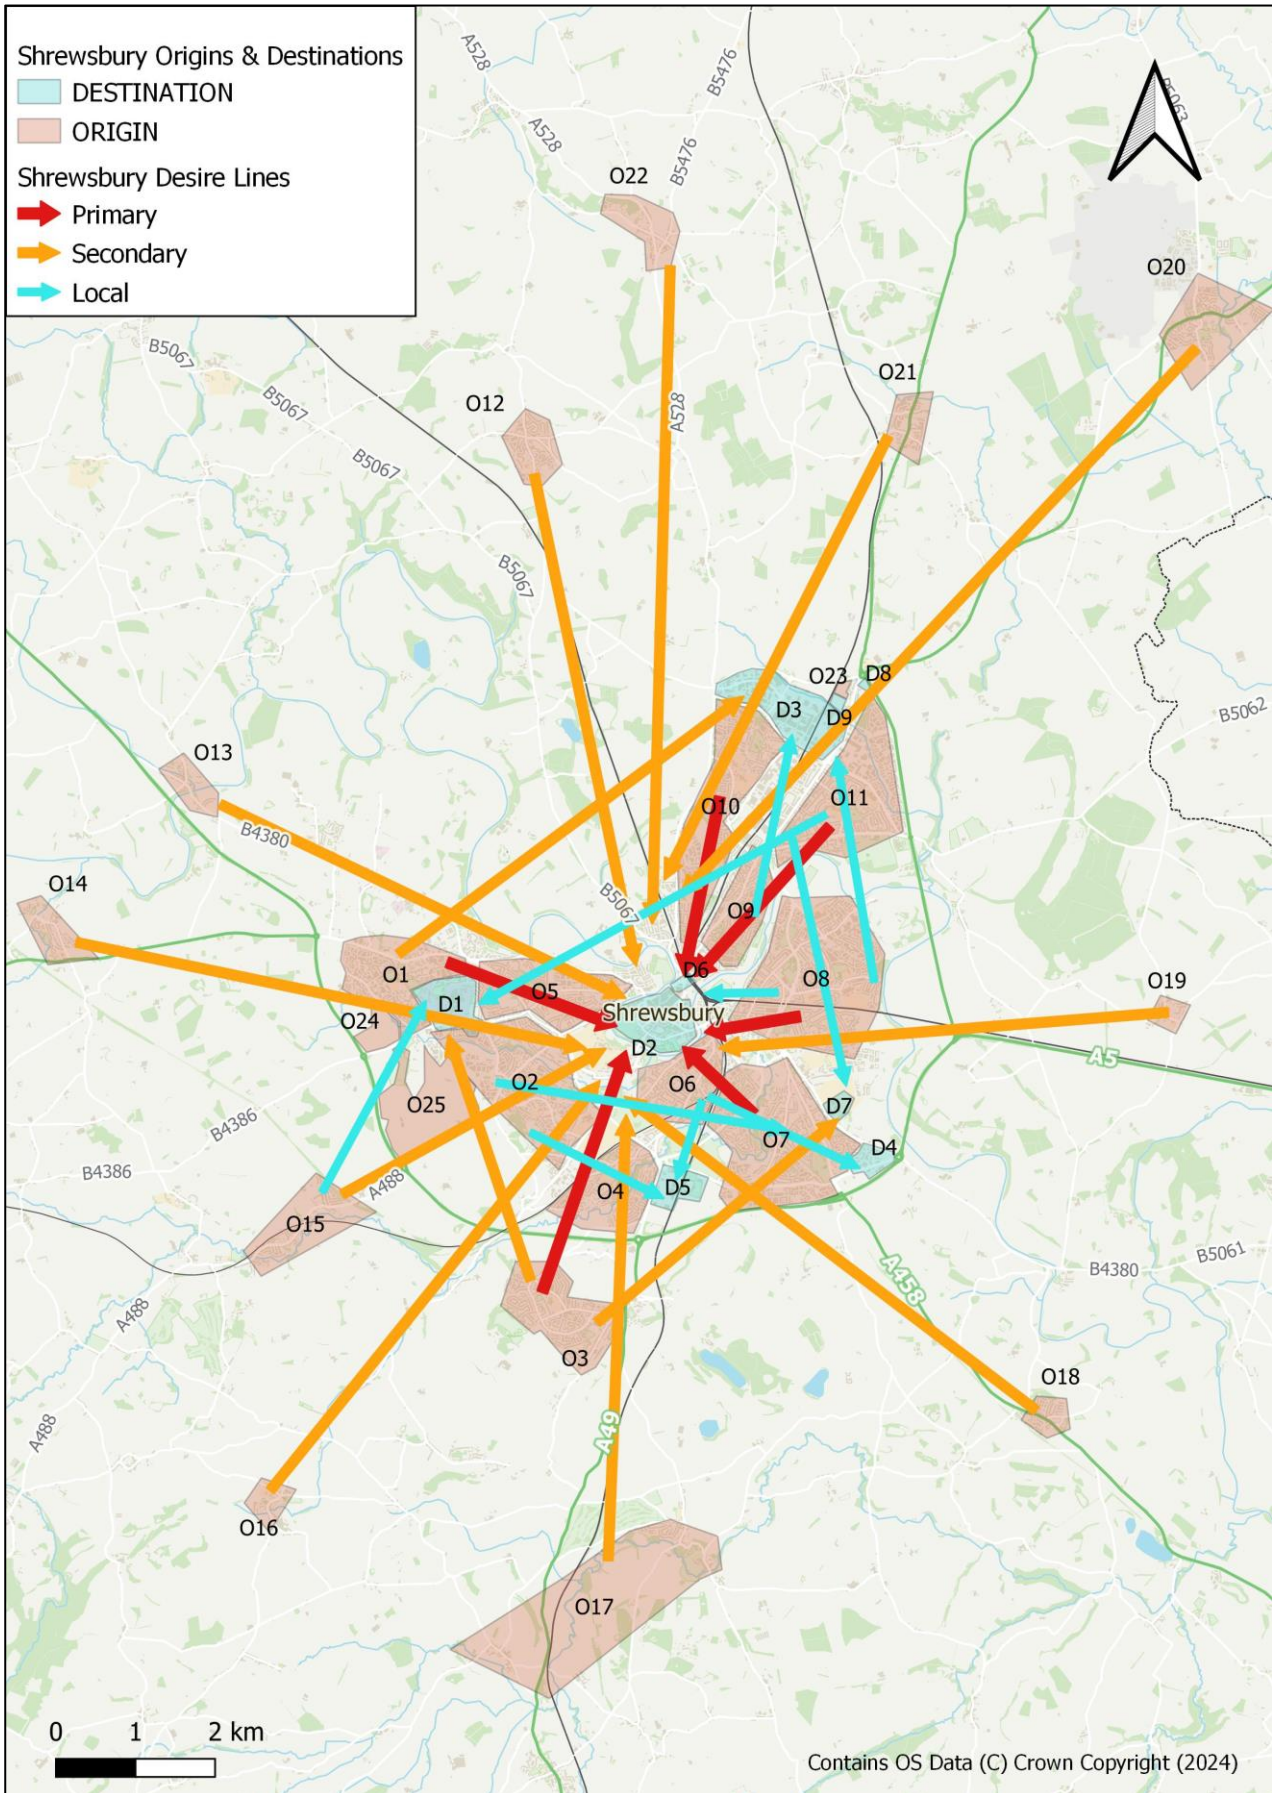 Shrewsbury Origins & Destinations
DESTINATION
ORIGIN
Shrewsbury Desire Lines
Primary
Secondary
Local
A528
B5476
B5063
A528
B5476
O22
O20
B5067
O21
B5067
O12
A528
B5067
B5067
O23
D8
D3
D9
B5062
O13
O10
O11
B4380
O14
B5067
O9
D6
O1
O5
O8
O19
D1
Shrewsbury
O24
D2
A5
O2
O6
O25
D7
B4386
O7
D4
B4386
A488
O4
D5
O15
B5061
B4380
A458
A488
O3
O18
A488
A49
O16
O17
0 1 2 km
Contains OS Data (C) Crown Copyright (2024)